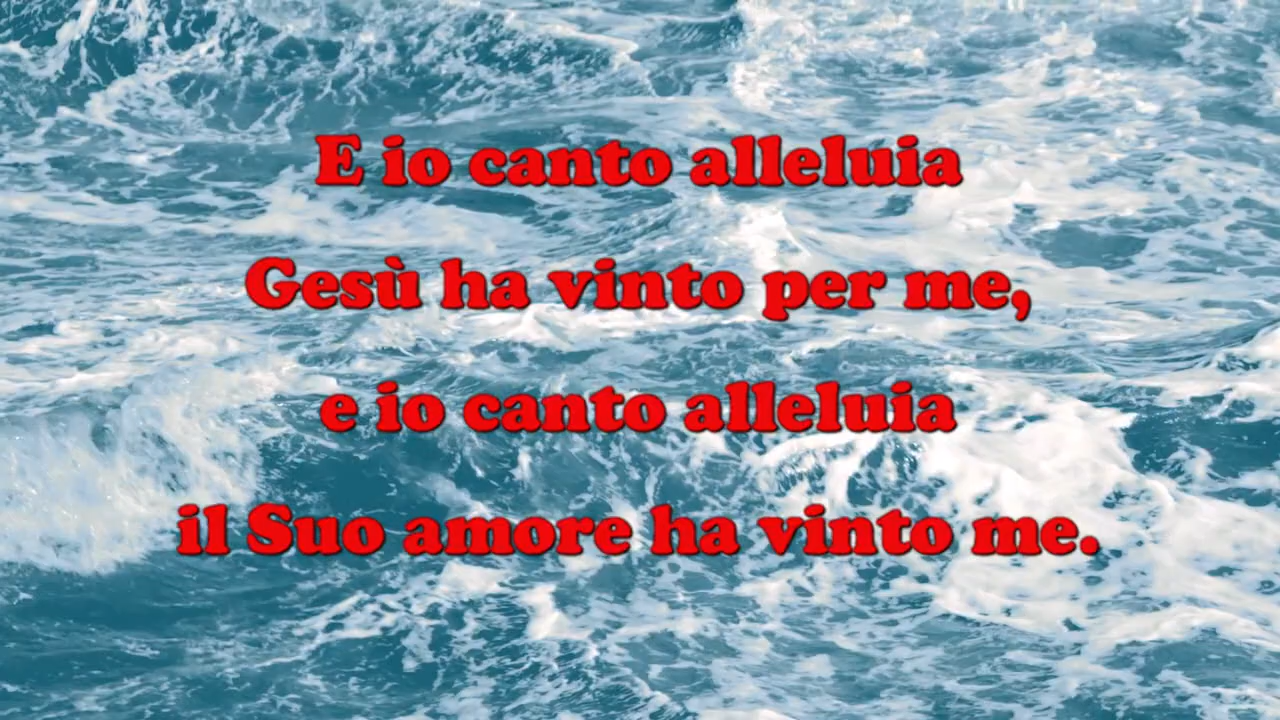 E io canto alleluia
Gesù ha vinto per me,
e io canto alleluia
il Suo amore ha vinto me.